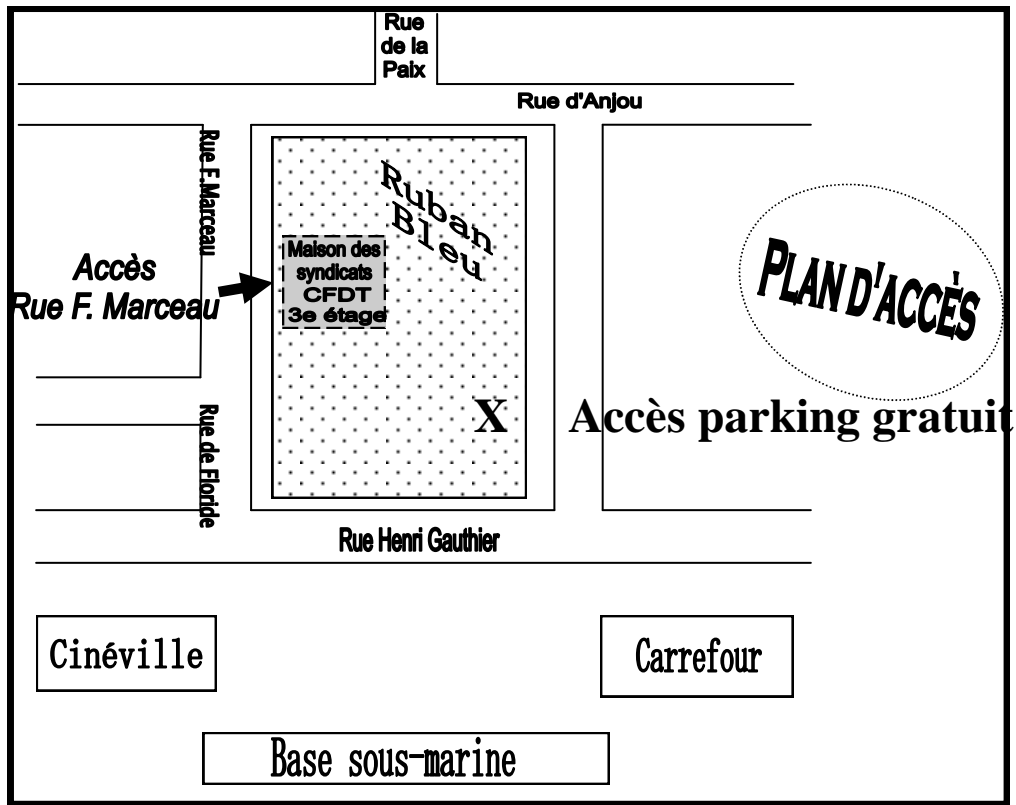 Rue
de la
Paix
Rue d'Anjou
Rue F.Marceau
Ruban
Bleu
Maison des
syndicats
CFDT
3e étage
Accès
Rue F. Marceau
PLAN D'ACCÈS
X Accès parking gratuit
Rue de Floride
Rue Henri Gauthier
Cinéville
Carrefour
Base sous-marine